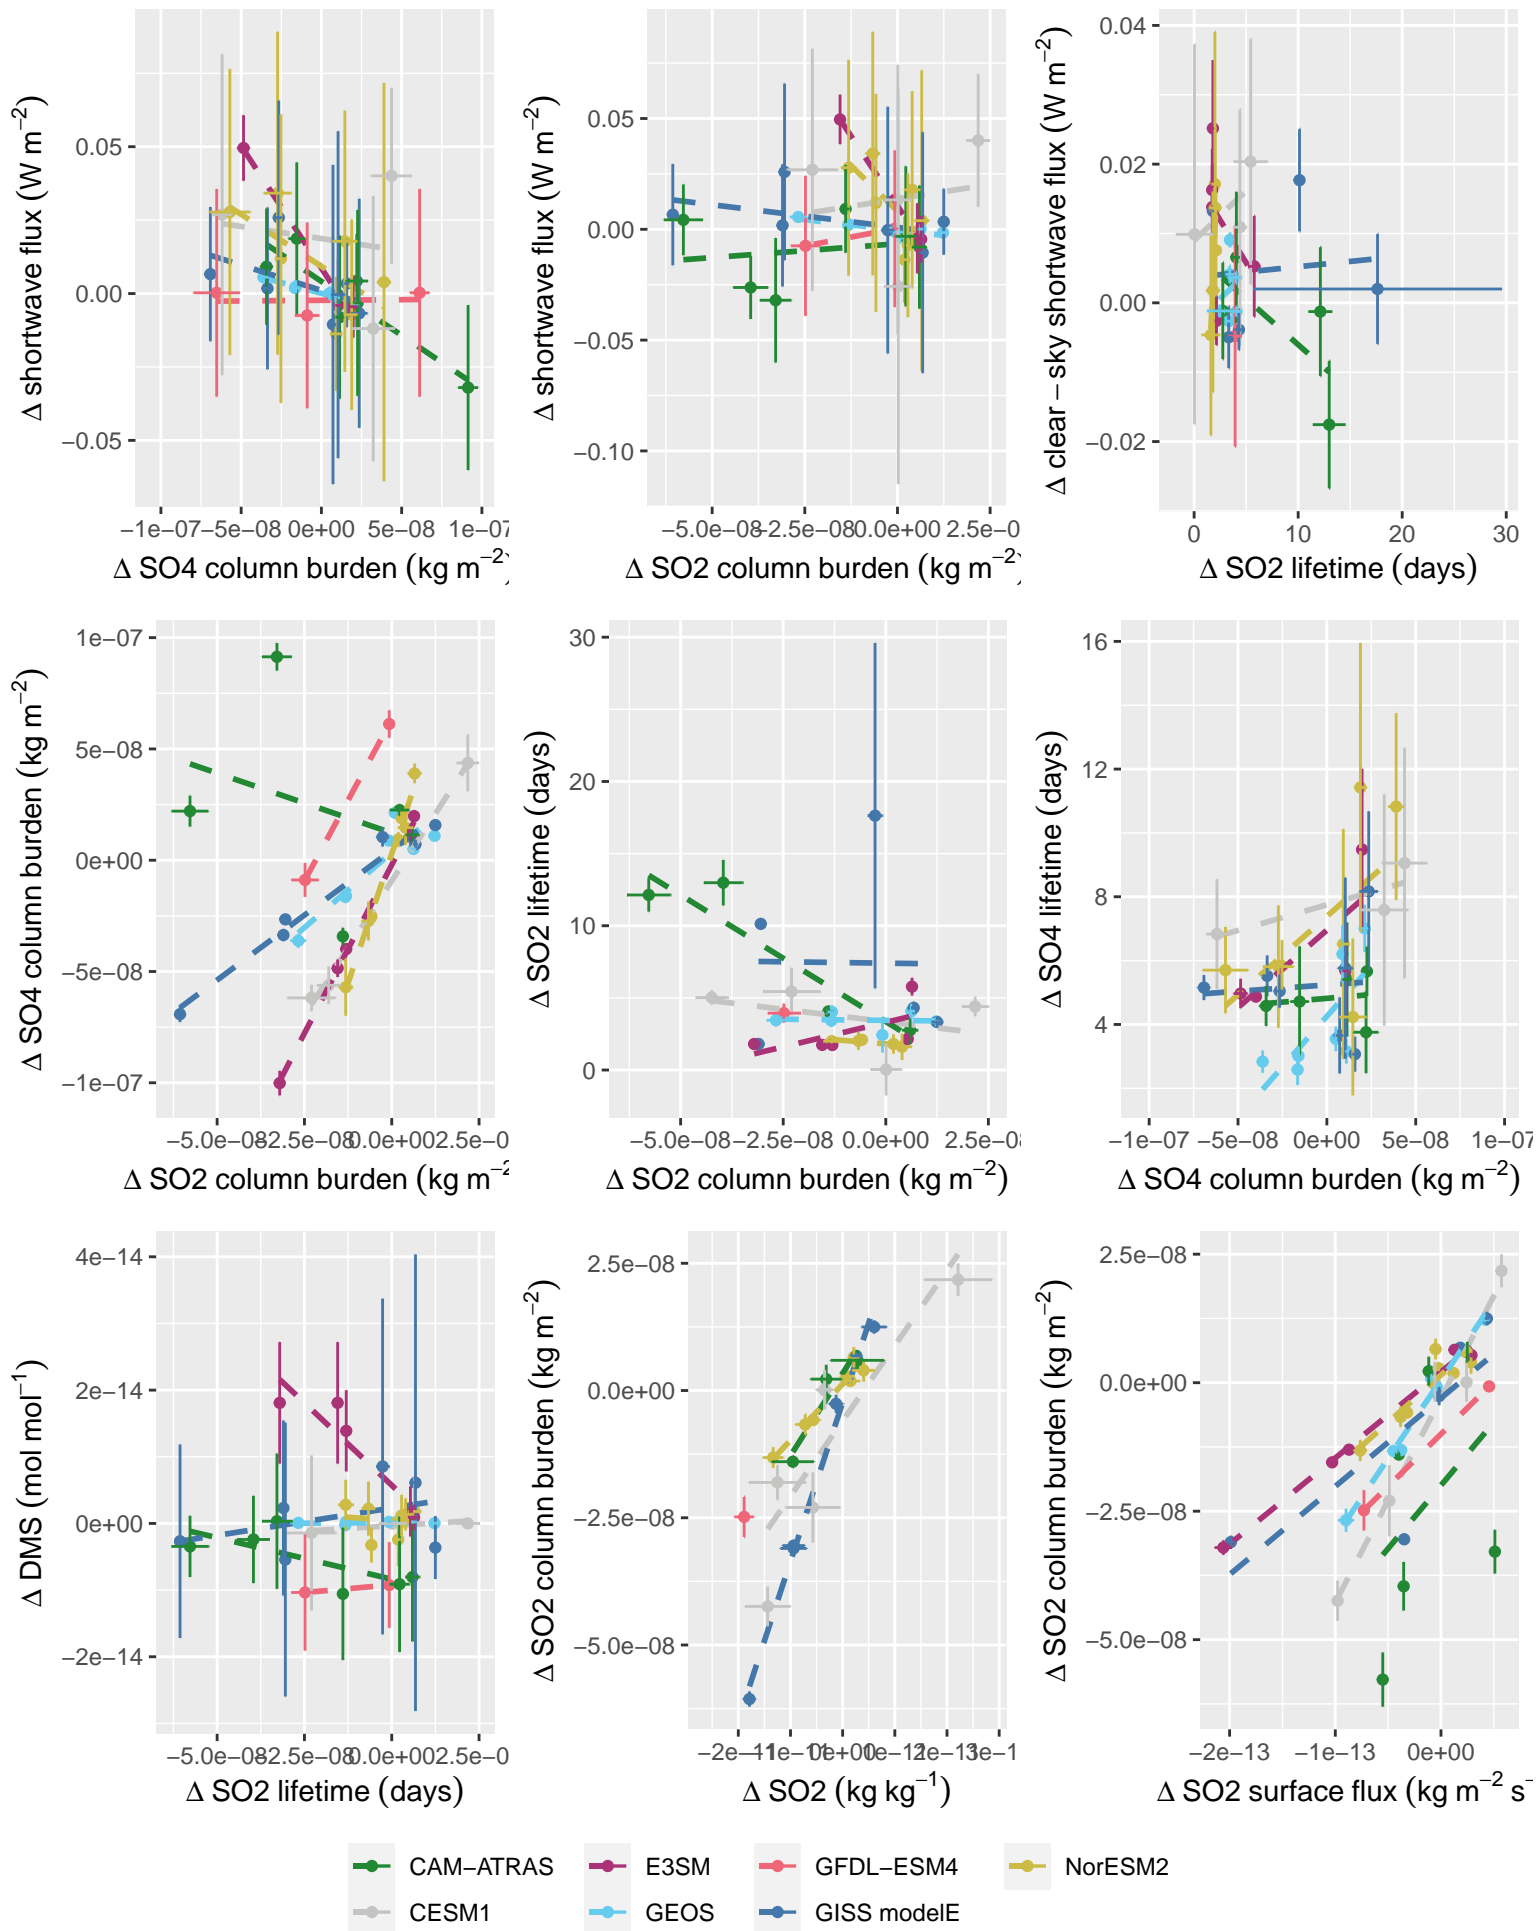 Δ shortwave flux (W m−2)
0.05
0.00
−0.05
−1e−07 −5e−08 0e+00 5e−08 1e−07
Δ SO4 column burden (kg m−2)
Δ shortwave flux (W m−2)
0.05
0.00
−0.05
−0.10
−5.0e−08 −2.5e−08 0.0e+00 2.5e−0
Δ SO2 column burden (kg m−2)
Δ clear − sky shortwave flux (W m−2)
0.04
0.02
0.00
−0.02
0 10 20 30
Δ SO2 lifetime (days)
Δ SO4 column burden (kg m−2)
1e−07
5e−08
0e+00
−5e−08
−1e−07
−5.0e−08 −2.5e−08 0.0e+00 2.5e−0
Δ SO2 column burden (kg m−2
Δ SO2 lifetime (days)
30
20
10
0
−5.0e−08 −2.5e−08 0.0e+00 2.5e−0
Δ SO2 column burden (kg m−2)
Δ SO4 lifetime (days)
16
12
8
4
−1e−07 −5e−08 0e+00 5e−08 1e−07
Δ SO4 column burden (kg m−2)
Δ DMS (mol mol−1)
4e−14
2e−14
0e+00
−2e−14
−5.0e−08 −2.5e−08 0.0e+00 2.5e−0
Δ SO2 lifetime (days)
Δ SO2 column burden (kg m−2)
2.5e−08
0.0e+00
−2.5e−08
−5.0e−08
Δ SO2 (kg kg−1)
Δ SO2 column burden (kg m−2)
2.5e−08
0.0e+00
−2.5e−08
−5.0e−08
−2e−13 −1e−13 0e+00
Δ SO2 surface flux (kg m−2 s−
CAM−ATRAS E3SM GFDL−ESM4 NorESM2
CESM1 GEOS GISS modelE